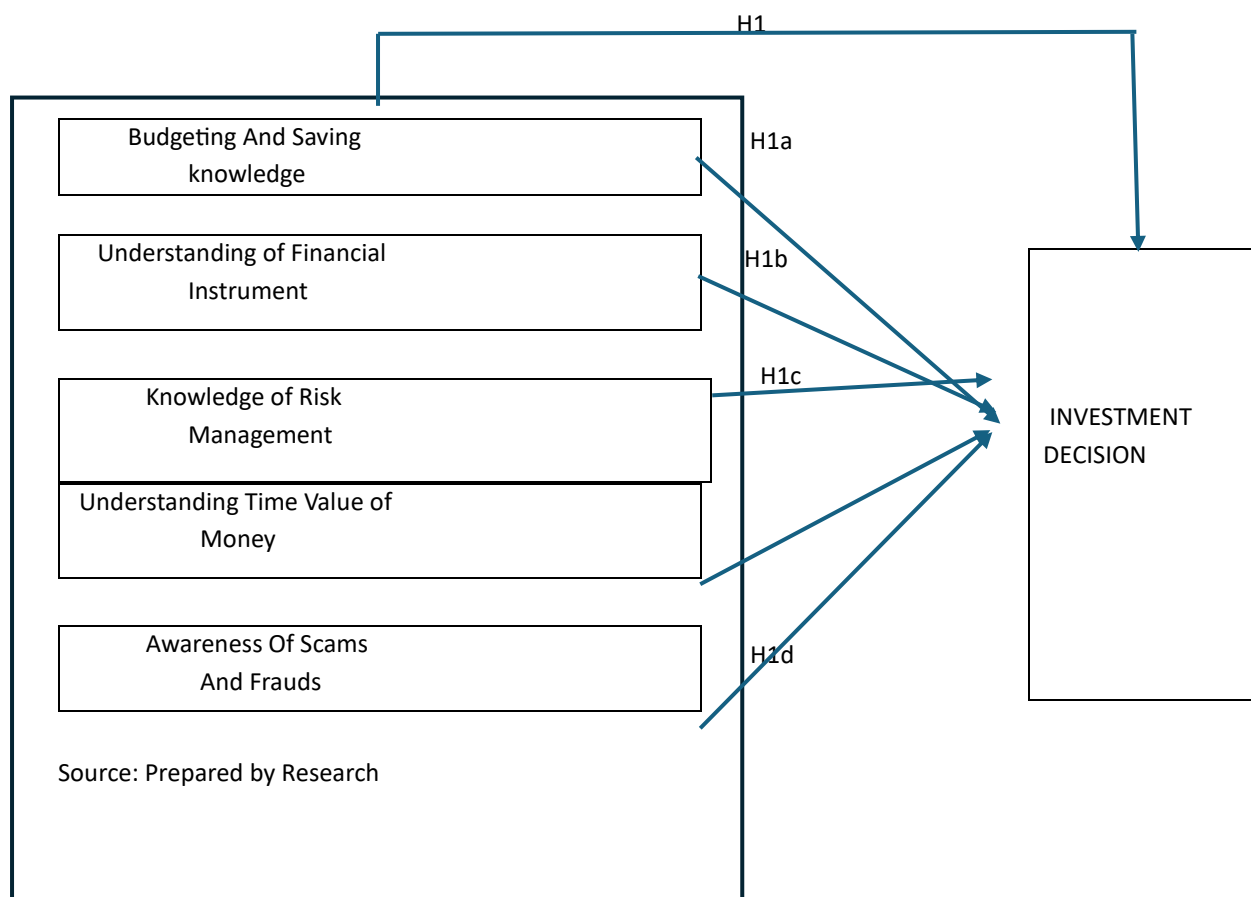 H1
Budgeting And Saving
knowledge
H1a
Understanding of Financial
Instrument
H1b
Knowledge of Risk
Management
H1c
INVESTMENT
DECISION
Understanding Time Value of
Money
Awareness Of Scams
And Frauds
H1d
Source: Prepared by Research